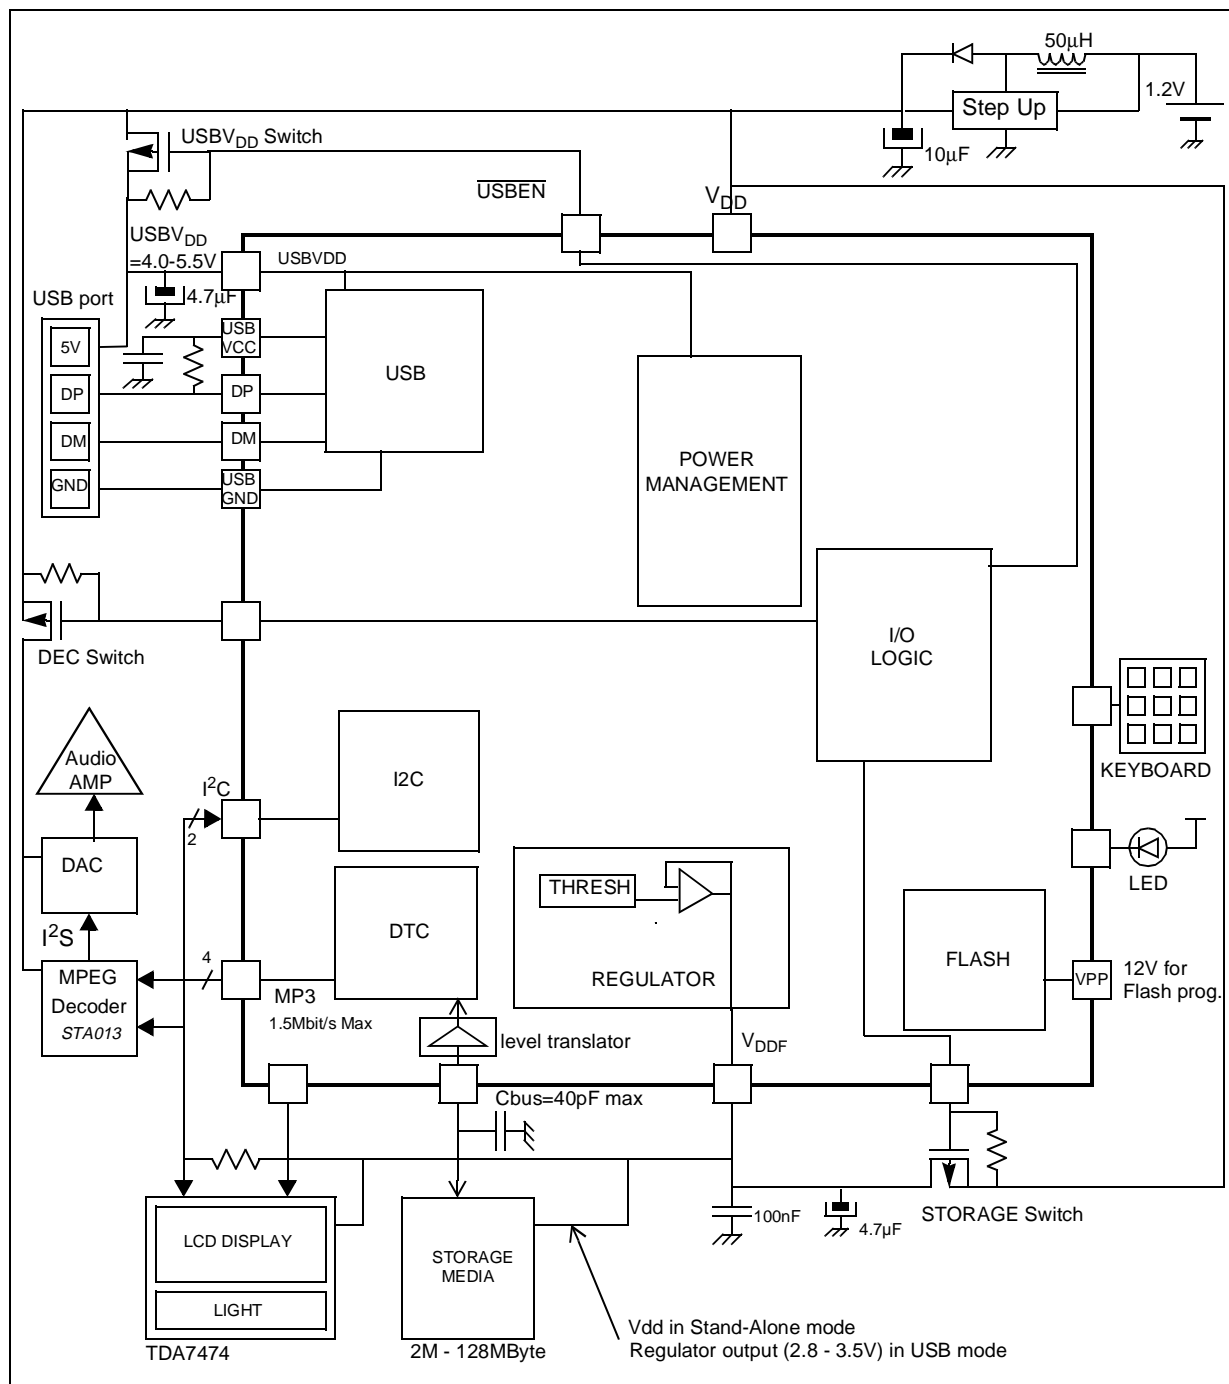 50μH
1.2V
Step Up
10μF
USBVDD Switch
USBEN
VDD
USBVDD
=4.0-5.5V
USBVDD
4.7μF
USB port
5V
DP
DM
GND
USB
VCC
DP
DM
USB
GND
USB
POWER
MANAGEMENT
I/O
LOGIC
DEC Switch
KEYBOARD
Audio
AMP
I2C
2
I2C
DAC
LED
I2S
THRESH
DTC
REGULATOR
FLASH
VPP
12V for
Flash prog.
MPEG
Decoder
STA013
4
MP3
1.5Mbit/s Max
level translator
VDDF
Cbus=40pF max
100nF
4.7μF
STORAGE Switch
LCD DISPLAY
LIGHT
TDA7474
STORAGE
MEDIA
2M - 128MByte
Vdd in Stand-Alone mode
Regulator output (2.8 - 3.5V) in USB mode